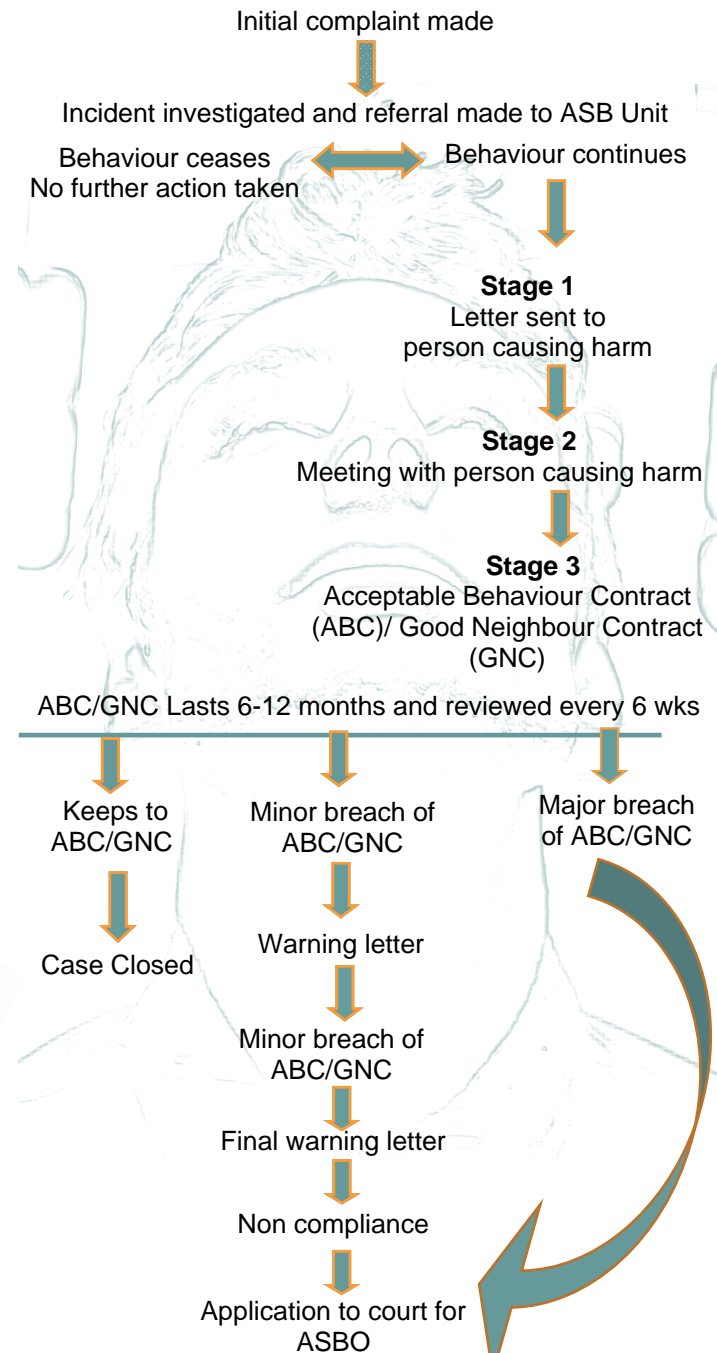 Initial complaint made
Incident investigated and referral made to ASB Unit
Behaviour ceases
No further action taken
Behaviour continues
Stage 1
Letter sent to
person causing harm
Stage 2
Meeting with person causing harm
Stage 3
Acceptable Behaviour Contract
(ABC)/ Good Neighbour Contract
(GNC)
ABC/GNC Lasts 6-12 months and reviewed every 6 wks
Keeps to
ABC/GNC
Case Closed
Minor breach of
ABC/GNC
Warning letter
Minor breach of
ABC/GNC
Final warning letter
Non compliance
Application to court for
ASBO
Major breach
of ABC/GNC